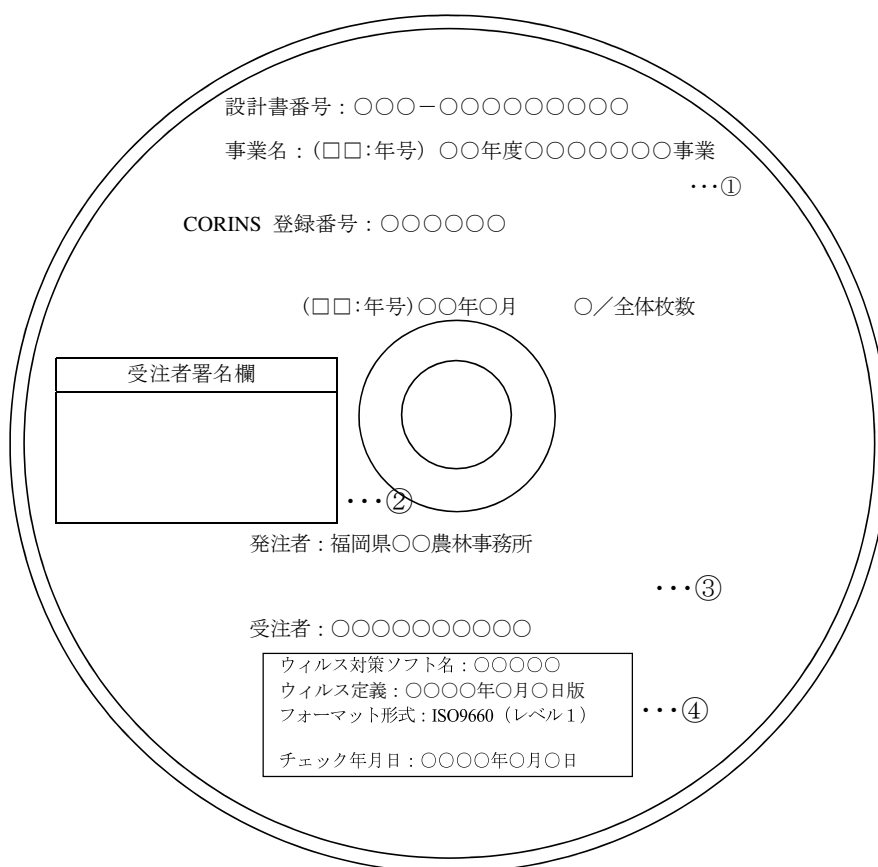 設計書番号：○○○－○○○○○○○○○
事業名：(□□：年号) ○○年度○○○○○○○事業
…①
CORINS 登録番号：○○○○○○
(□□：年号)○○年○月　○／全体枚数
受注者署名欄
…②
発注者：福岡県○○農林事務所
…③
受注者：○○○○○○○○○○
ウィルス対策ソフト名：○○○○○
ウィルス定義：○○○○年○月○日版
フォーマット形式：ISO9660（レベル１）
…④
チェック年月日：○○○○年○月○日